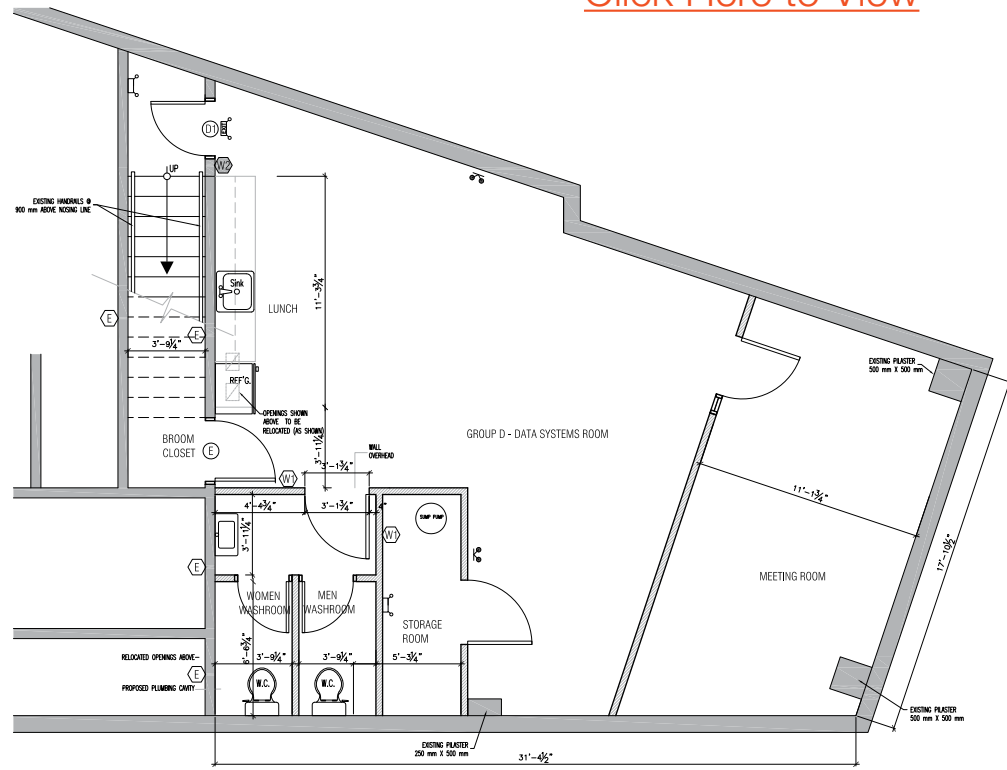 Click Here to View
D1
W2
UP
EXISTING HANDRAILS @
900 mm ABOVE NOSING LINE
Sink
LUNCH
11'-3¾"
E
E
3'-9¼"
REF'G.
OPENINGS SHOWN
ABOVE TO BE
RELOCATED (AS SHOWN)
3'-11¼"
BROOM
CLOSET
E
WALL
OVERHEAD
3'-1¾"
W1
GROUP D - DATA SYSTEMS ROOM
EXISTING PILASTER
500 mm X 500 mm
11'-1¾"
17'-10½"
MEETING ROOM
4'-4¾"
3'-1¾"
4"
3'-11¼"
W1
SUMP PUMP
E
WOMEN
WASHROOM
MEN
WASHROOM
STORAGE
ROOM
6'-6¾"
RELOCATED OPENINGS ABOVE
E
PROPOSED PLUMBING CAVITY
3'-9¼"
3'-9¼"
5'-3¾"
W.C.
W.C.
EXISTING PILASTER
250 mm X 500 mm
EXISTING PILASTER
500 mm X 500 mm
31'-4½"